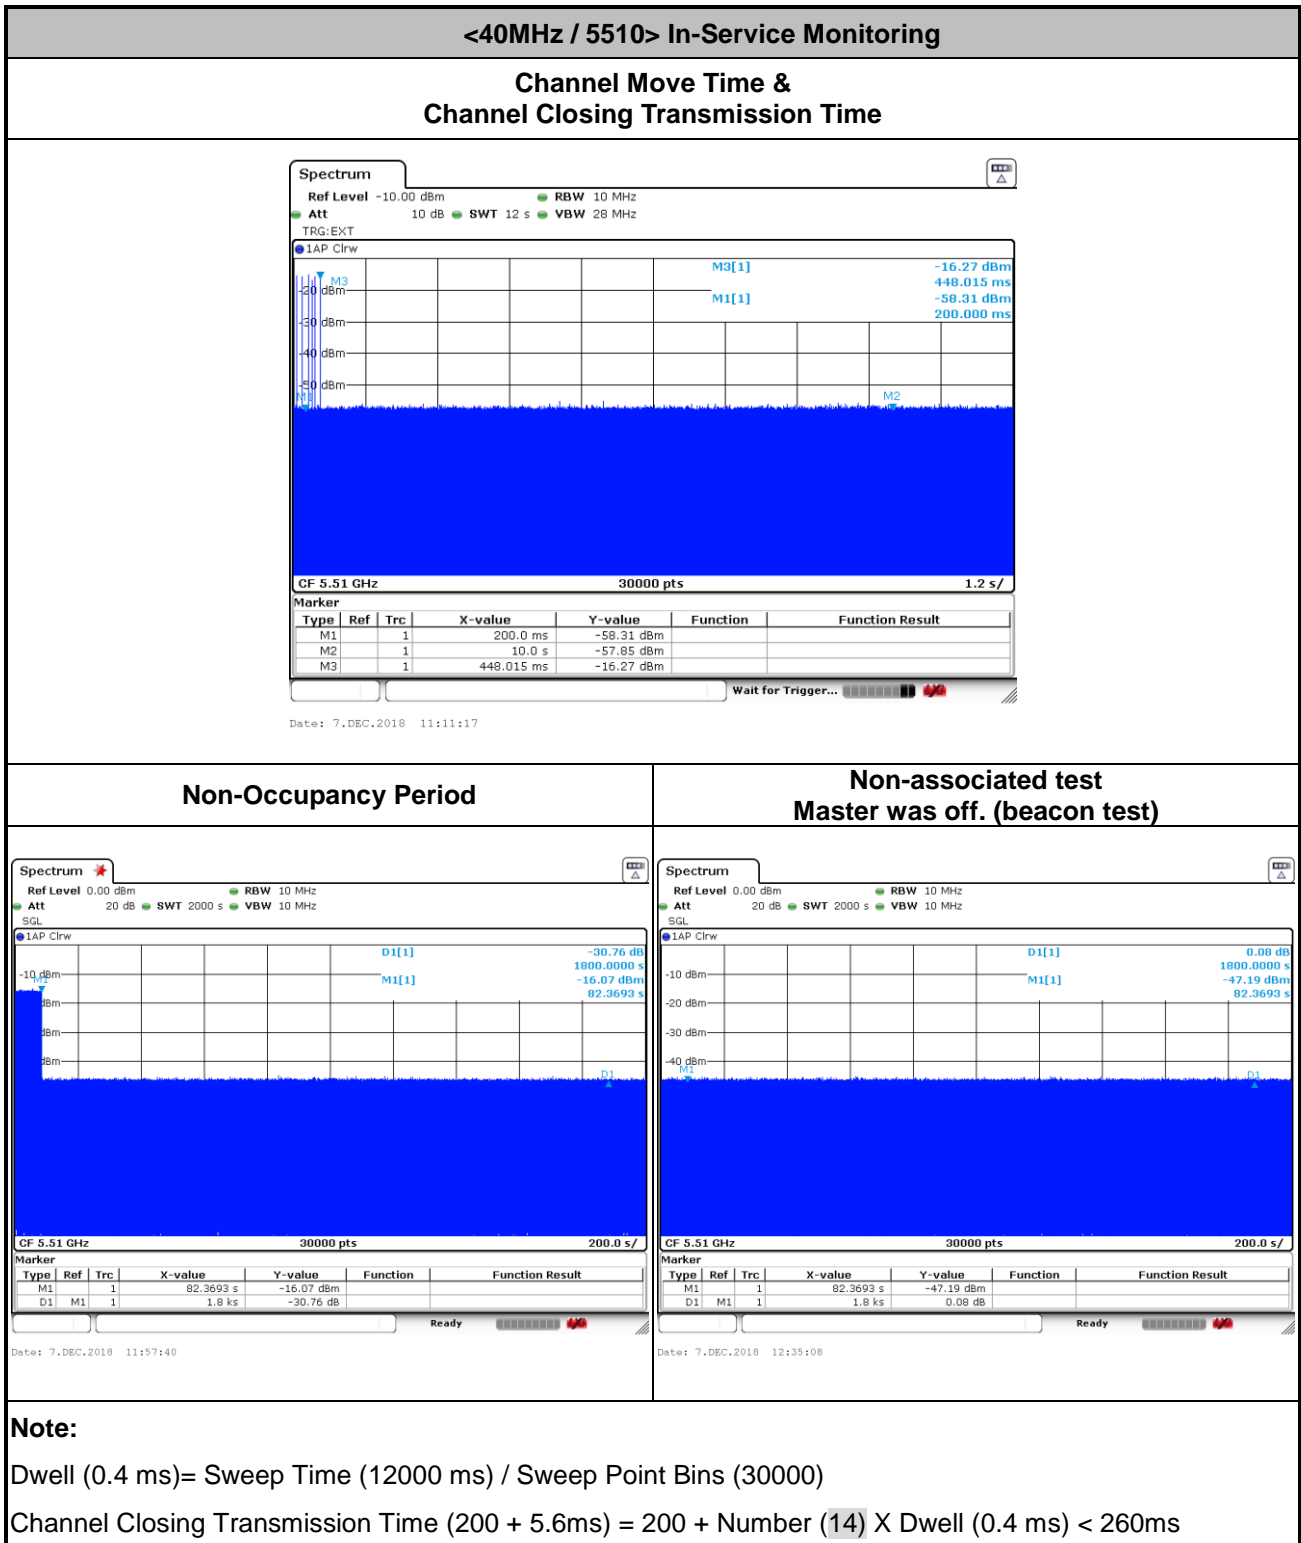 <40MHz / 5510> In-Service Monitoring
Channel Move Time &
Channel Closing Transmission Time
Spectrum
Ref Level -10.00 dBm RBW 10 MHz
Att 10 dB SWT 12 s VBW 28 MHz
TRG:EXT
1AP Clrw
M3[1] -16.27 dBm
448.015 ms
M1[1] -58.31 dBm
200.000 ms
M3
-20 dBm
-30 dBm
-40 dBm
-50 dBm
M1
M2
CF 5.51 GHz 30000 pts 1.2 s/
Marker
Type Ref Trc X-value Y-value Function Function Result
M1 1 200.0 ms -58.31 dBm
M2 1 10.0 s -57.85 dBm
M3 1 448.015 ms -16.27 dBm
Wait for Trigger...
Date: 7.DEC.2018 11:11:17
Non-Occupancy Period
Spectrum
Ref Level 0.00 dBm RBW 10 MHz
Att 20 dB SWT 2000 s VBW 10 MHz
SGL
1AP Clrw
D1[1] -30.76 dB
1800.0000 s
M1[1] -16.07 dBm
82.3693 s
-10 dBm
M1
dBm
dBm
dBm
D1
CF 5.51 GHz 30000 pts 200.0 s/
Marker
Type Ref Trc X-value Y-value Function Function Result
M1 1 82.3693 s -16.07 dBm
D1 M1 1 1.8 ks -30.76 dB
Ready
Date: 7.DEC.2018 11:57:40
Non-associated test
Master was off. (beacon test)
Spectrum
Ref Level 0.00 dBm RBW 10 MHz
Att 20 dB SWT 2000 s VBW 10 MHz
SGL
1AP Clrw
D1[1] 0.08 dB
1800.0000 s
M1[1] -47.19 dBm
82.3693 s
-10 dBm
-20 dBm
-30 dBm
-40 dBm
M1
D1
CF 5.51 GHz 30000 pts 200.0 s/
Marker
Type Ref Trc X-value Y-value Function Function Result
M1 1 82.3693 s -47.19 dBm
D1 M1 1 1.8 ks 0.08 dB
Ready
Date: 7.DEC.2018 12:35:08
Note:
Dwell (0.4 ms)= Sweep Time (12000 ms) / Sweep Point Bins (30000)
Channel Closing Transmission Time (200 + 5.6ms) = 200 + Number (14) X Dwell (0.4 ms) < 260ms